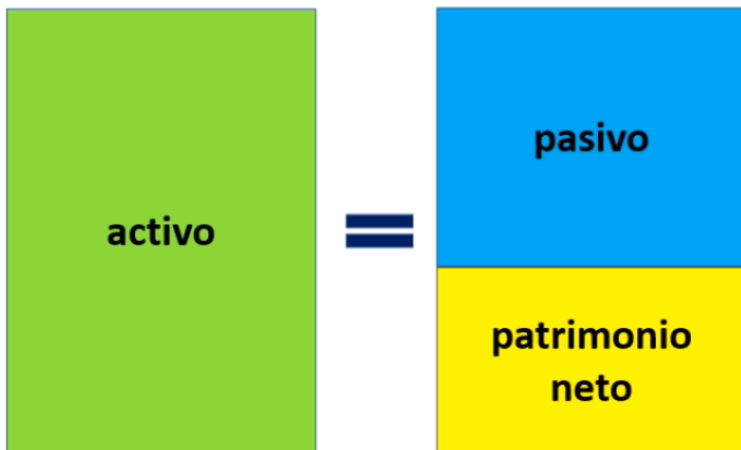 activo
=
pasivo
patrimonio
neto